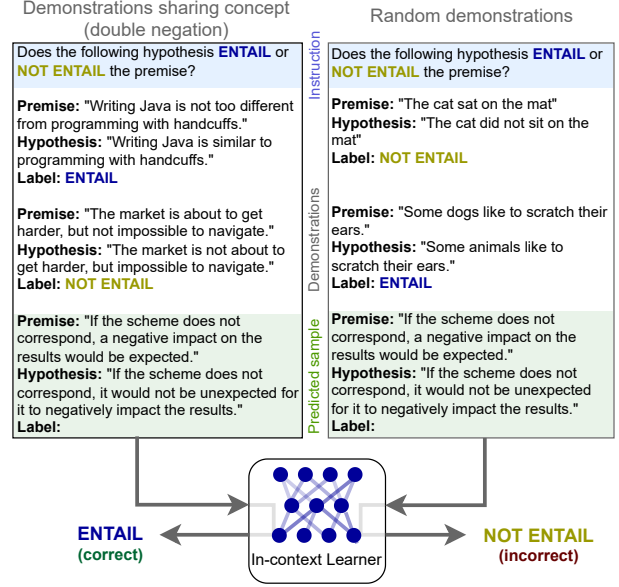 Demonstrations sharing concept
(double negation)
Does the following hypothesis ENTAIL or
NOT ENTAIL the premise?
Premise: "Writing Java is not too different
from programming with handcuffs."
Hypothesis: "Writing Java is similar to
programming with handcuffs."
Label: ENTAIL
Premise: "The market is about to get
harder, but not impossible to navigate."
Hypothesis: "The market is not about to
get harder, but impossible to navigate."
Label: NOT ENTAIL
Premise: "If the scheme does not
correspond, a negative impact on the
results would be expected."
Hypothesis: "If the scheme does not
correspond, it would not be unexpected for
it to negatively impact the results."
Label:
Instruction
Demonstrations
Predicted sample
Random demonstrations
Does the following hypothesis ENTAIL or
NOT ENTAIL the premise?
Premise: "The cat sat on the mat"
Hypothesis: "The cat did not sit on the
mat"
Label: NOT ENTAIL
Premise: "Some dogs like to scratch their
ears."
Hypothesis: "Some animals like to
scratch their ears."
Label: ENTAIL
Premise: "If the scheme does not
correspond, a negative impact on the
results would be expected."
Hypothesis: "If the scheme does not
correspond, it would not be unexpected
for it to negatively impact the results."
Label:
ENTAIL
(correct)
In-context Learner
NOT ENTAIL
(incorrect)